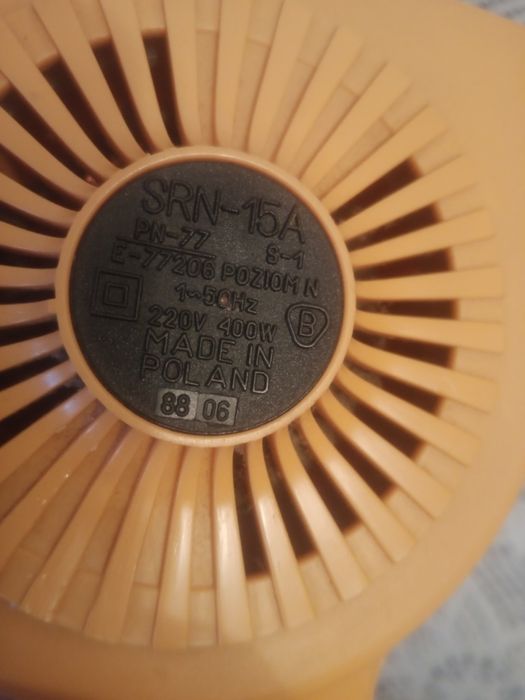 SRN-15A
PN-77 S-1
E-77206 POZIOM N
1~50Hz
220V 400W
B
MADE IN
POLAND
88 06